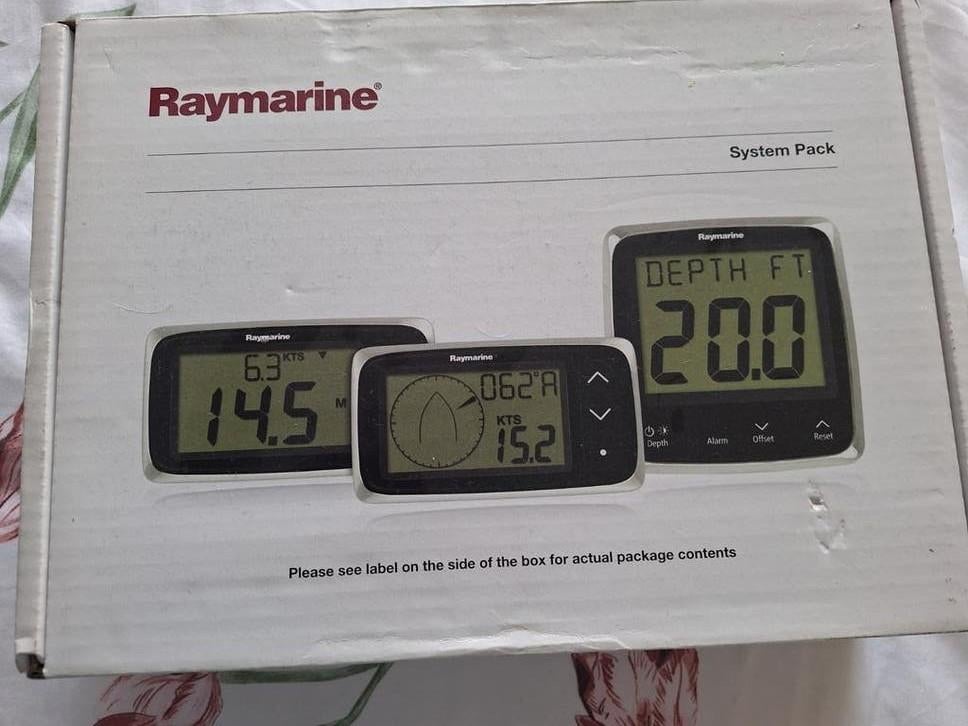 Raymarine®
System Pack
Raymarine
6.3 KTS
14.5 M
Raymarine
062°A
KTS
15.2
Raymarine
DEPTH FT
20.0
Depth Alarm Offset Reset
Please see label on the side of the box for actual package contents